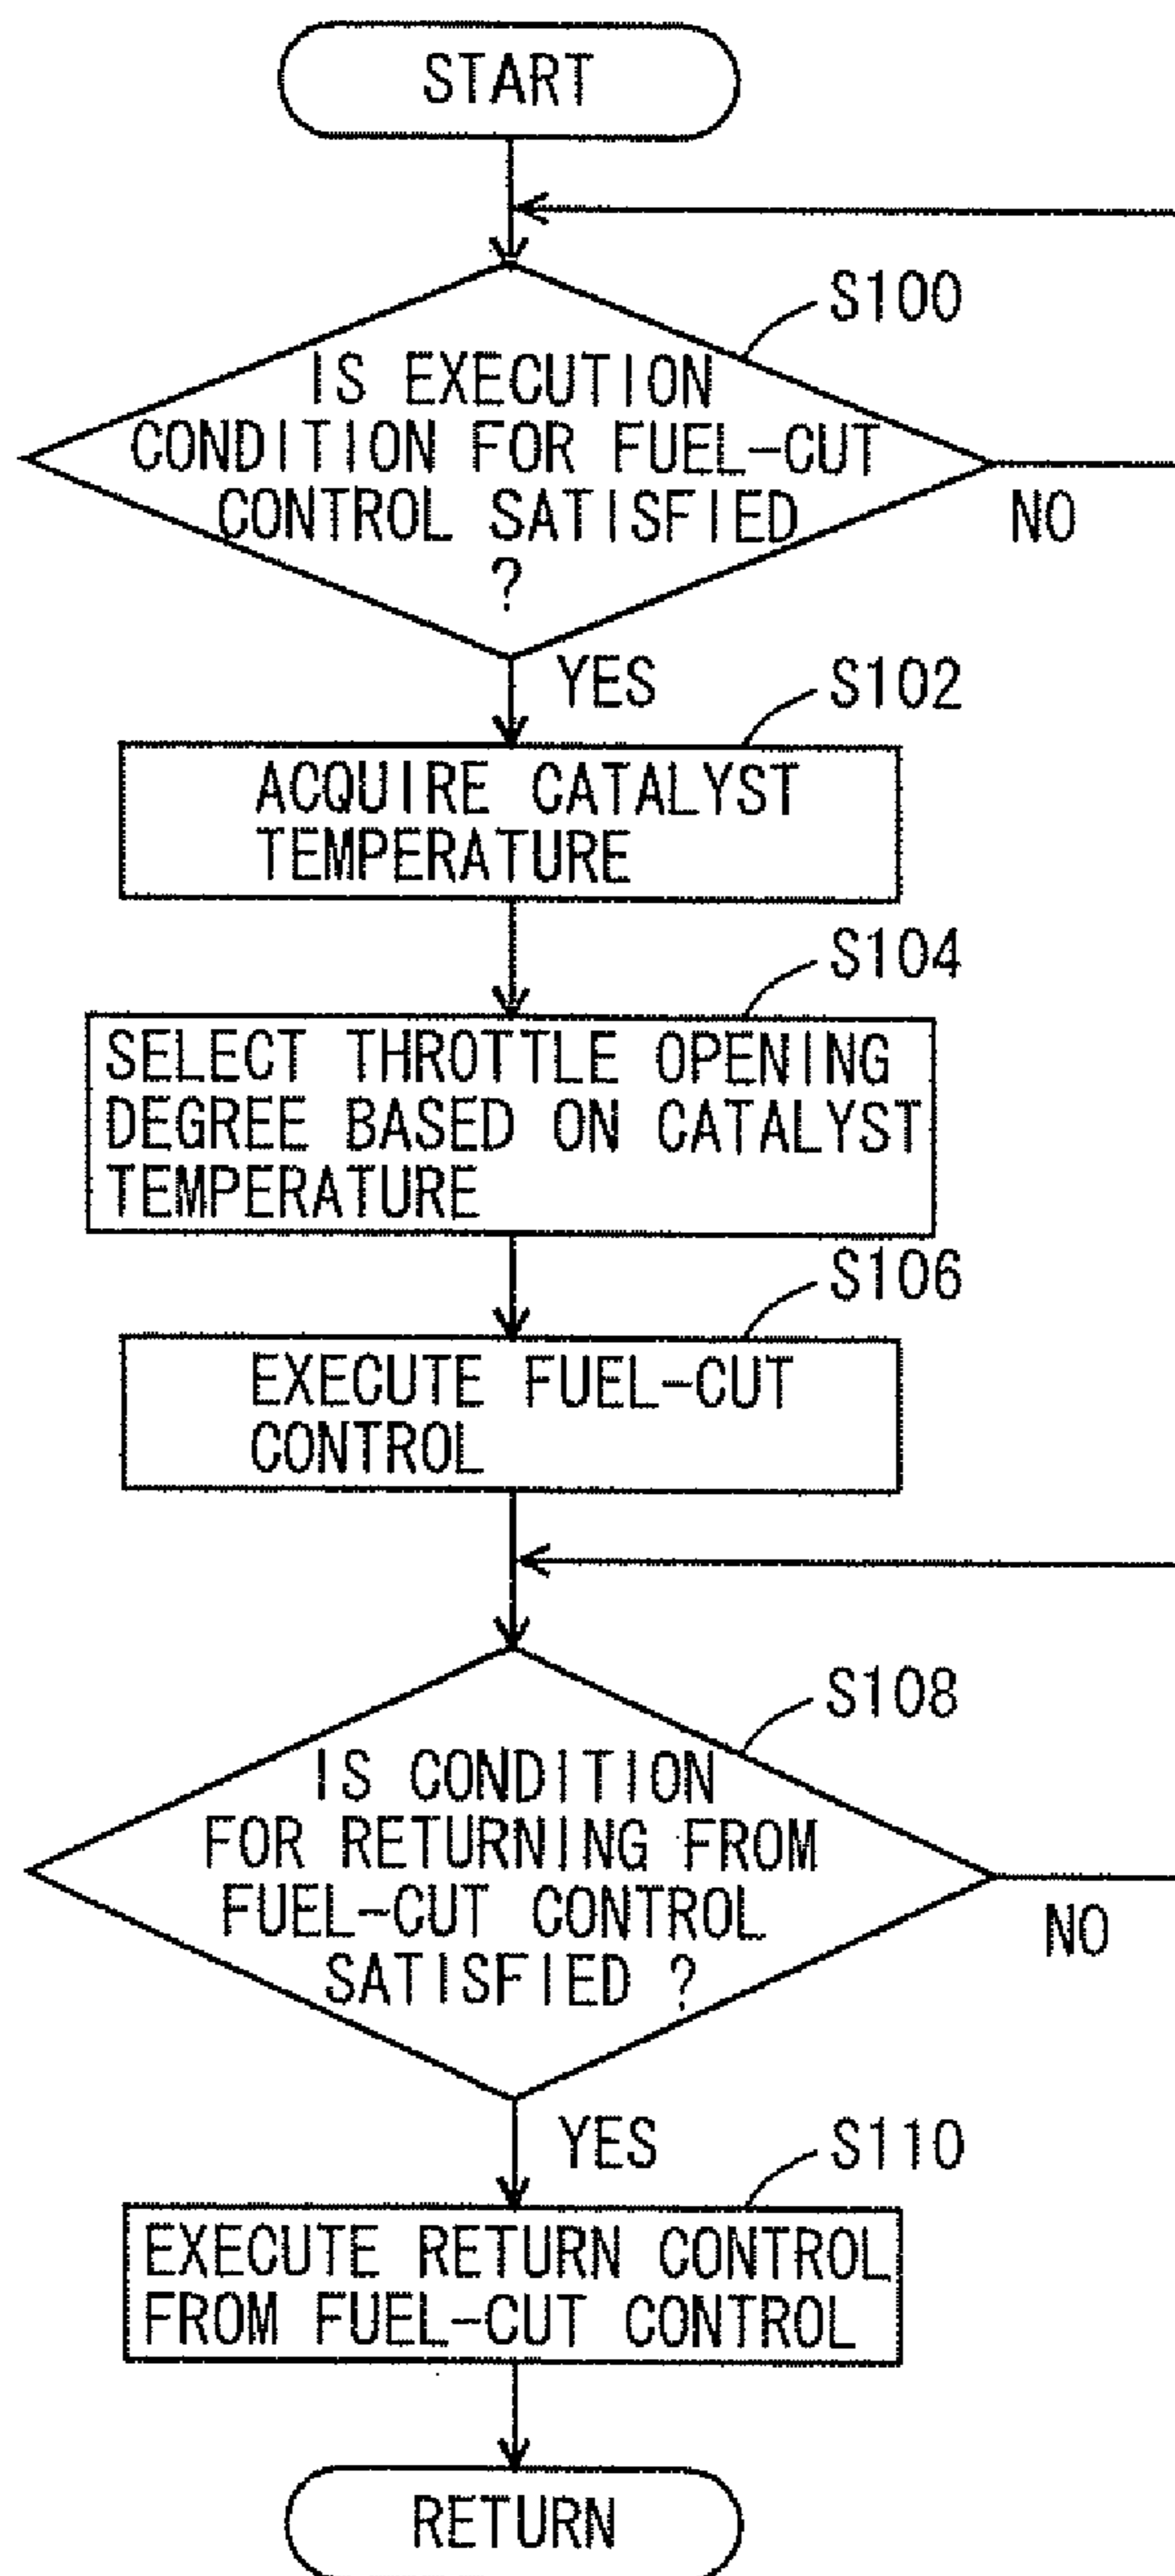 START
S100
IS EXECUTION
CONDITION FOR FUEL-CUT
CONTROL SATISFIED
?
NO
YES
S102
ACQUIRE CATALYST
TEMPERATURE
S104
SELECT THROTTLE OPENING
DEGREE BASED ON CATALYST
TEMPERATURE
S106
EXECUTE FUEL-CUT
CONTROL
S108
IS CONDITION
FOR RETURNING FROM
FUEL-CUT CONTROL
SATISFIED ?
NO
YES
S110
EXECUTE RETURN CONTROL
FROM FUEL-CUT CONTROL
RETURN